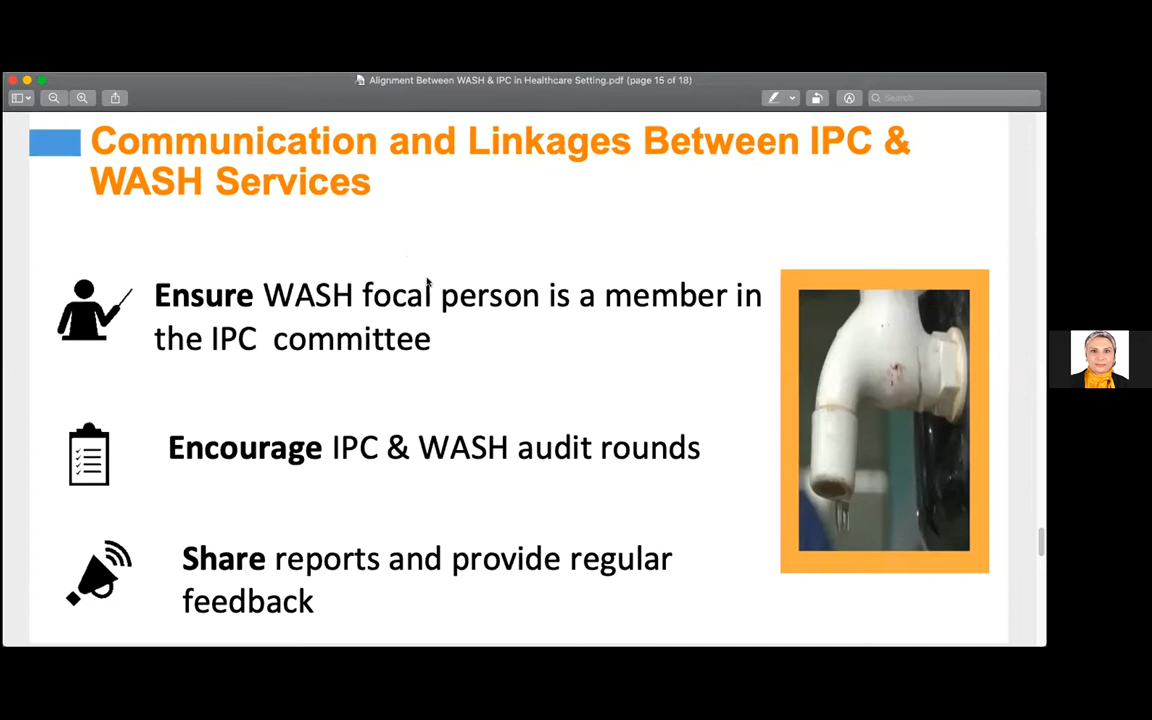 Alignment Between WASH & IPC in Healthcare Setting.pdf (page 15 of 18)
Search
Communication and Linkages Between IPC &
WASH Services
Ensure WASH focal person is a member in
the IPC committee
Encourage IPC & WASH audit rounds
Share reports and provide regular
feedback